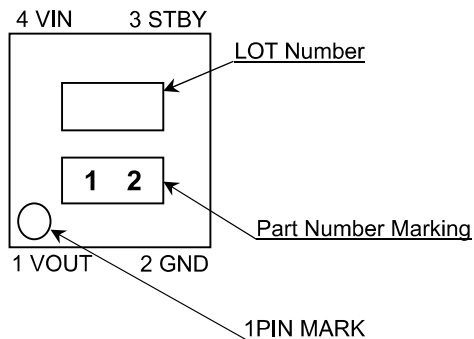 4 VIN 3 STBY
LOT Number
1 2
Part Number Marking
1 VOUT 2 GND
1PIN MARK